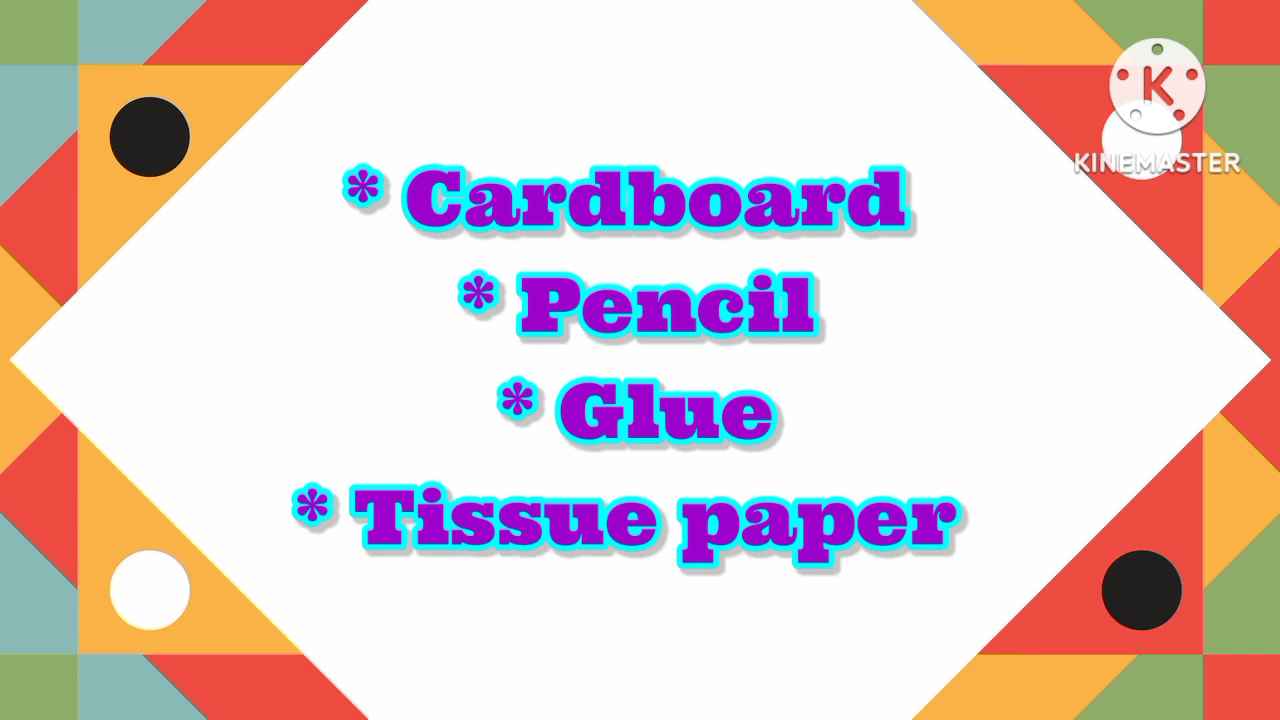 K
KINEMASTER
* Cardboard
* Pencil
* Glue
* Tissue paper